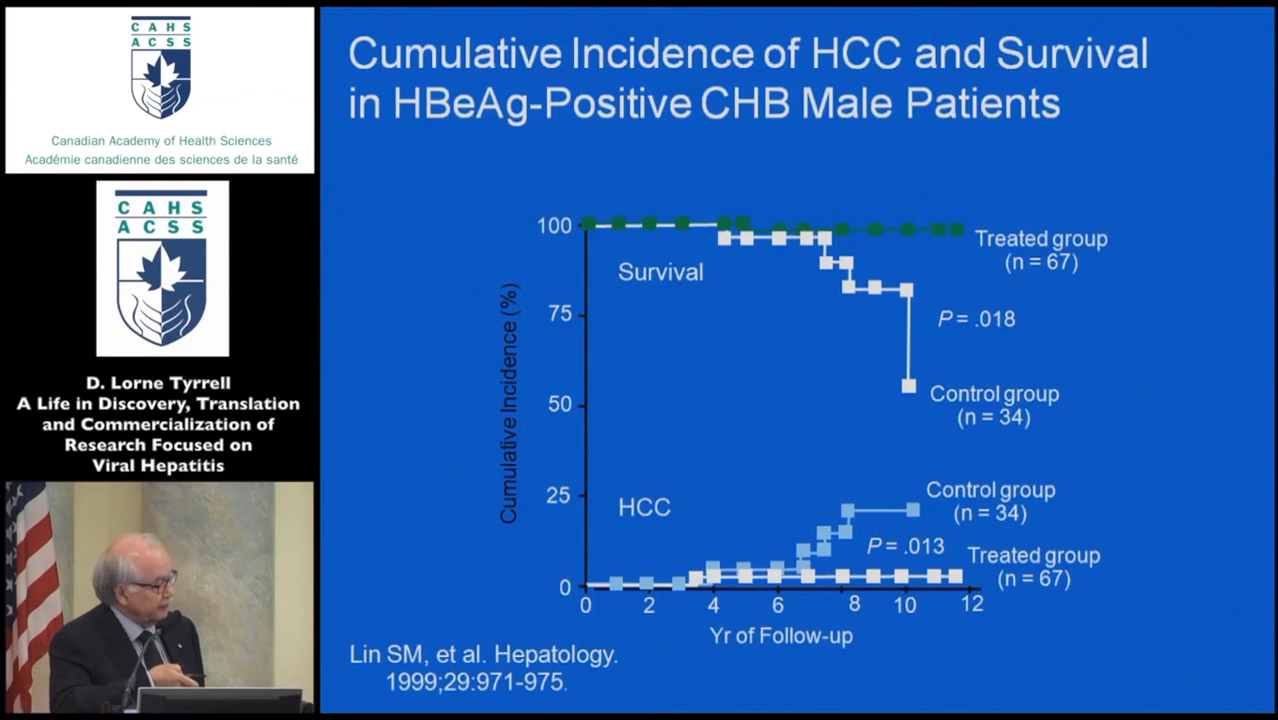 CAHS
ACSS
Canadian Academy of Health Sciences
Académie canadienne des sciences de la santé
CAHS
ACSS
D. Lorne Tyrrell
A Life in Discovery, Translation
and Commercialization of
Research Focused on
Viral Hepatitis
Cumulative Incidence of HCC and Survival
in HBeAg-Positive CHB Male Patients
Cumulative Incidence (%)
100
75
50
25
0
Survival
Treated group
(n = 67)
P = .018
Control group
(n = 34)
HCC
Control group
(n = 34)
P = .013
Treated group
(n = 67)
0 2 4 6 8 10 12
Yr of Follow-up
Lin SM, et al. Hepatology.
1999;29:971-975.